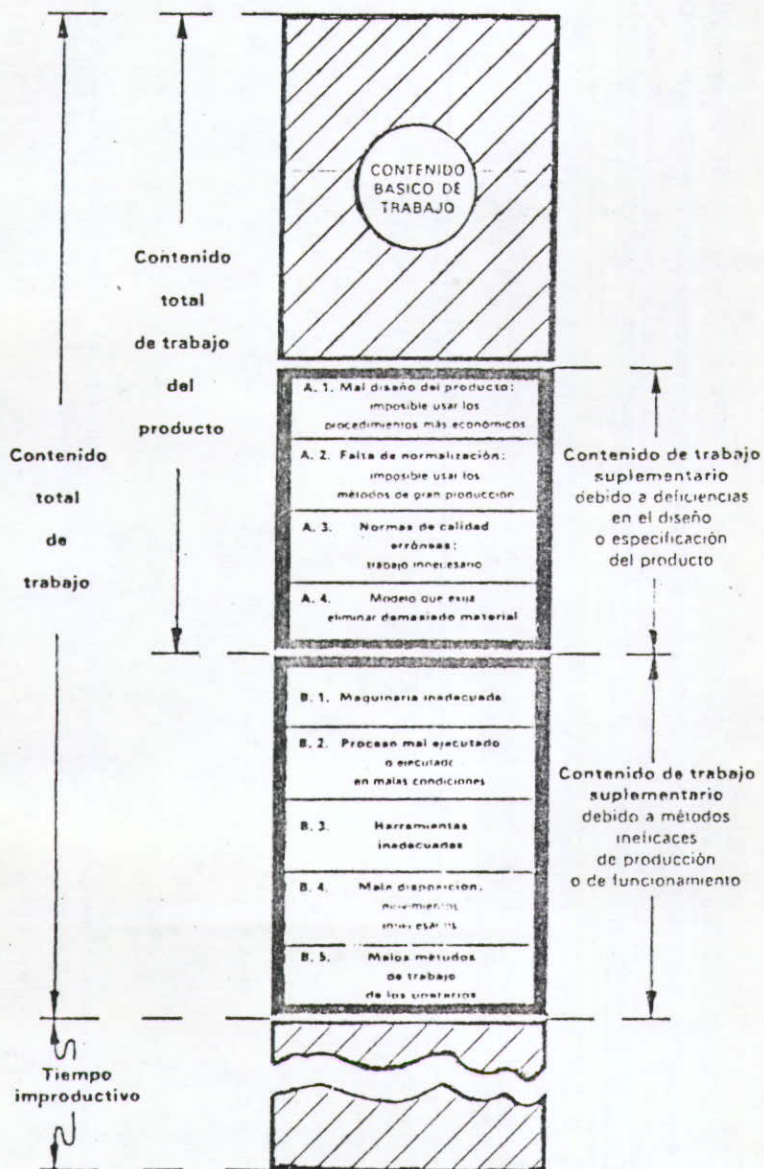 CONTENIDO
BASICO DE
TRABAJO
Contenido
total
de trabajo
del
producto
Contenido
total
de
trabajo
A. 1. Mal diseño del producto:
imposible usar los
procedimientos más económicos
A. 2. Falta de normalización:
imposible usar los
métodos de gran producción
A. 3. Normas de calidad
erróneas:
trabajo innecesario
A. 4. Modelo que exija
eliminar demasiado material
Contenido de trabajo
suplementario
debido a deficiencias
en el diseño
o especificación
del producto
B. 1. Maquinaria inadecuada
B. 2. mal ejecutado
o ejecutado
en malas condiciones
B. 3. Herramientas
inadecuadas
B. 4. Mala disposición,
movimientos
innecesarios
B. 5. Malos métodos
de trabajo
de los
Contenido de trabajo
suplementario
debido a métodos
ineficaces
de producción
o de funcionamiento
Tiempo
improductivo